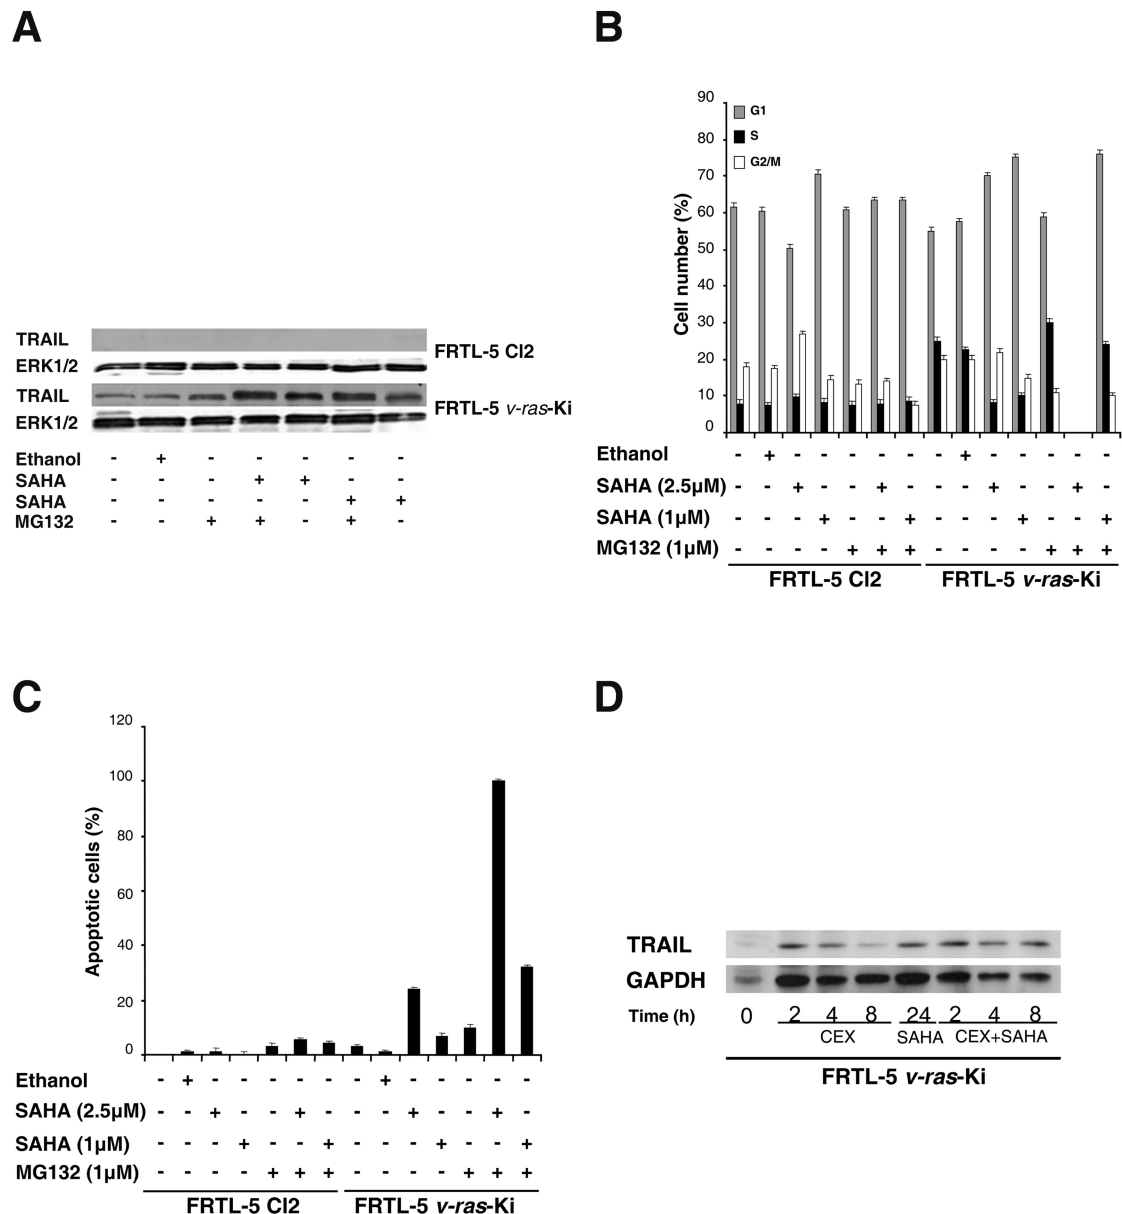 A
TRAIL
ERK1/2
FRTL-5 Cl2
TRAIL
ERK1/2
FRTL-5 v-ras-Ki
Ethanol - + - - - - -
SAHA - - - + + - -
SAHA - - - - - + +
MG132 - - + + - + -
B
90
80
70
60
50
40
30
20
10
0
Cell number (%)
G1
S
G2/M
Ethanol - + - - - - - - + - - - - -
SAHA (2.5µM) - - + - - + - - - + - - + -
SAHA (1µM) - - - + - - + - - - + - - +
MG132 (1µM) - - - - + + + - - - - + + +
FRTL-5 Cl2 FRTL-5 v-ras-Ki
C
120
100
80
60
40
20
0
Apoptotic cells (%)
Ethanol - + - - - - - - + - - - - -
SAHA (2.5µM) - - + - - + - - - + - - + -
SAHA (1µM) - - - + - - + - - - + - - +
MG132 (1µM) - - - - + + + - - - - + + +
FRTL-5 Cl2 FRTL-5 v-ras-Ki
D
TRAIL
GAPDH
Time (h) 0 2 4 8 24 2 4 8
CEX SAHA CEX+SAHA
FRTL-5 v-ras-Ki